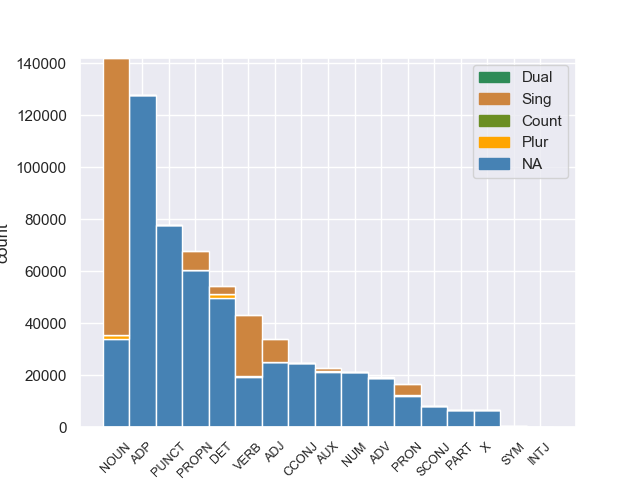 140000
120000
100000
80000
60000
40000
20000
0
count
Dual
Sing
Count
Plur
NA
NOUN
ADP
PUNCT
PROPN
DET
VERB
ADJ
CCONJ
AUX
NUM
ADV
PRON
SCONJ
PART
X
SYM
INTJ